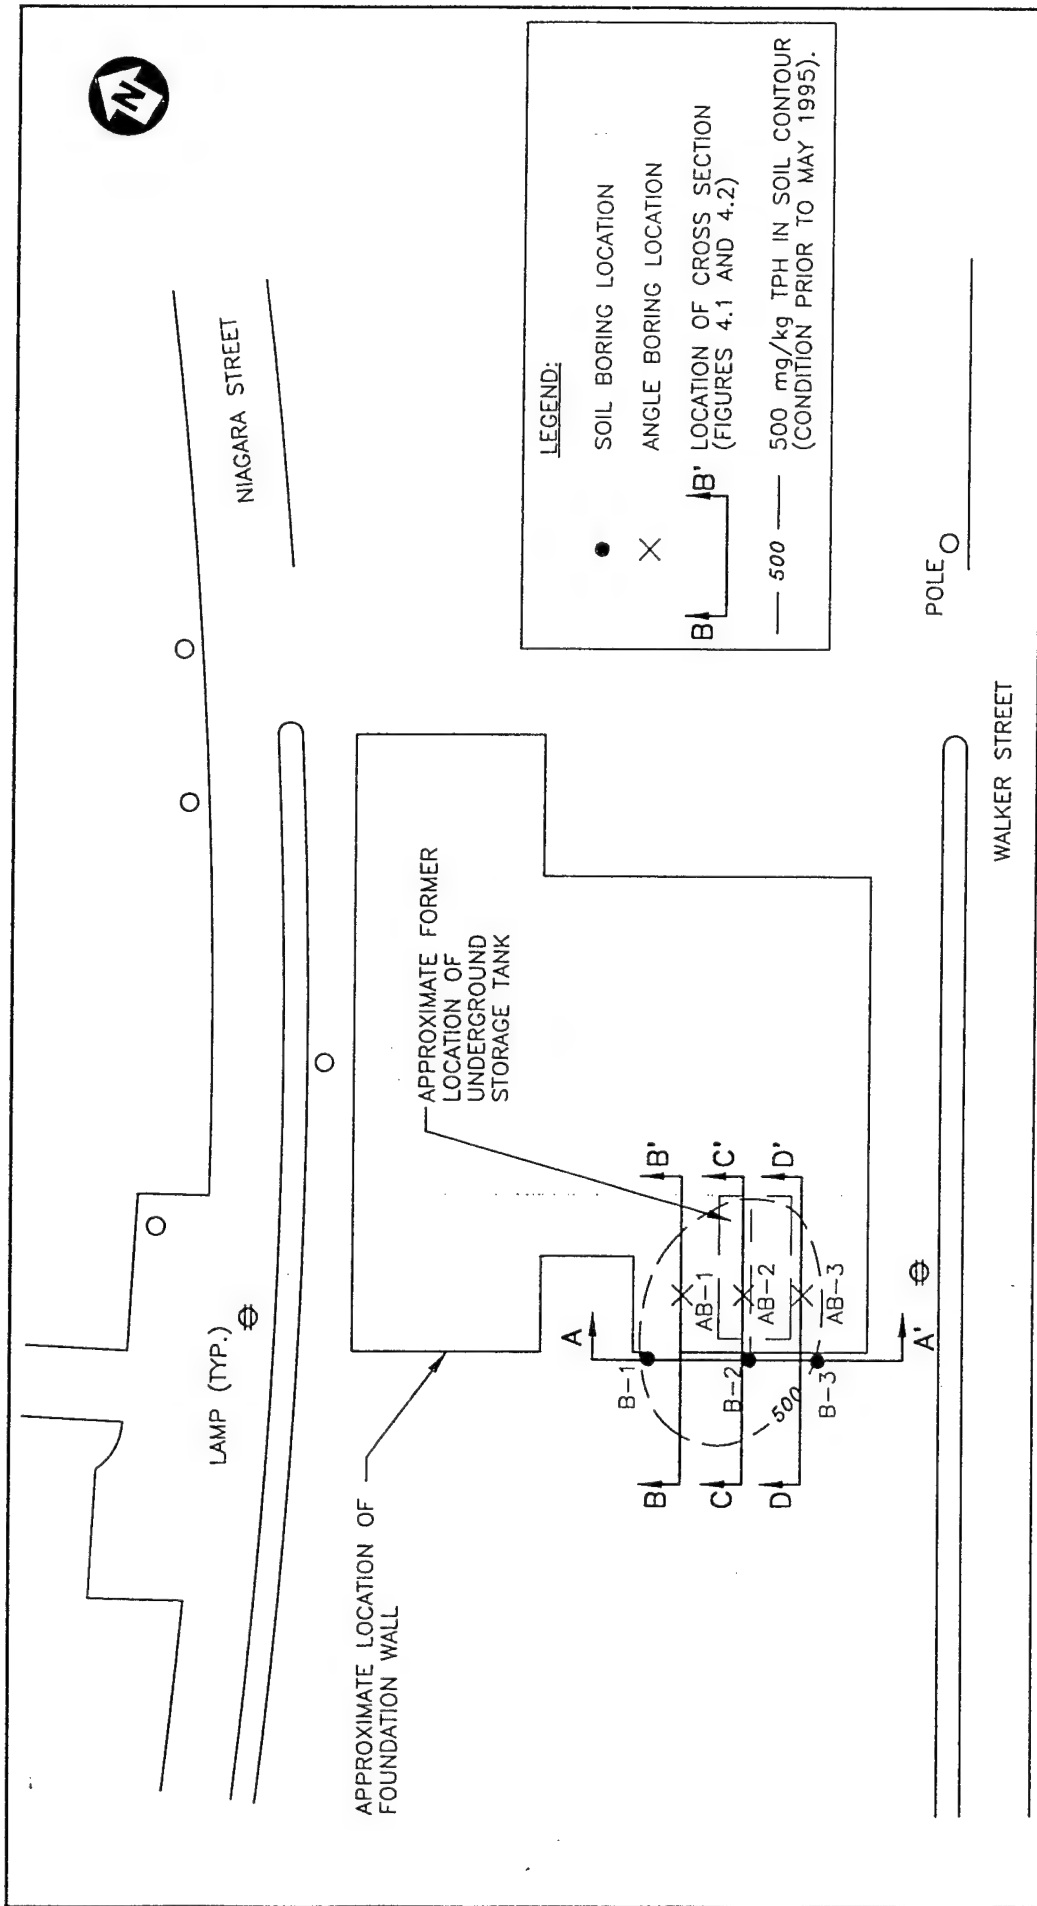 N
NIAGARA STREET
LAMP (TYP.)
APPROXIMATE LOCATION OF
FOUNDATION WALL
APPROXIMATE FORMER
LOCATION OF
UNDERGROUND
STORAGE TANK
LEGEND:
SOIL BORING LOCATION
ANGLE BORING LOCATION
B B' LOCATION OF CROSS SECTION
(FIGURES 4.1 AND 4.2)
500 500 mg/kg TPH IN SOIL CONTOUR
(CONDITION PRIOR TO MAY 1995).
A
B-1
B B'
AB-1
C C'
B-2 AB-2
D D'
500
B-3 AB-3
A'
POLE
WALKER STREET